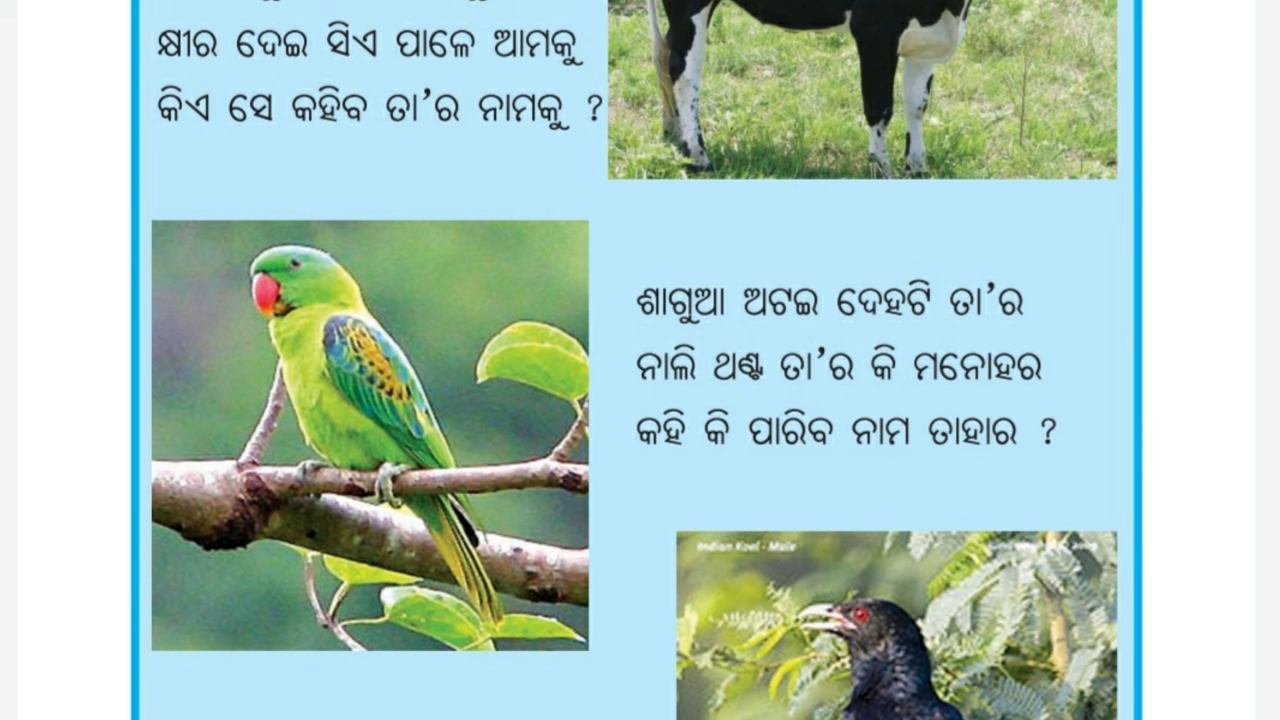 କ୍ଷୀର ଦେଇ ସିଏ ପାଳେ ଆମକୁ
କିଏ ସେ କହିବ ତା’ର ନାମକୁ ?
ଶାଗୁଆ ଅଟଇ ଦେହଟି ତା’ର
ନାଲି ଥଣ୍ଟ ତା’ର କି ମନୋହର
କହି କି ପାରିବ ନାମ ତାହାର ?
Indian Koel - Male